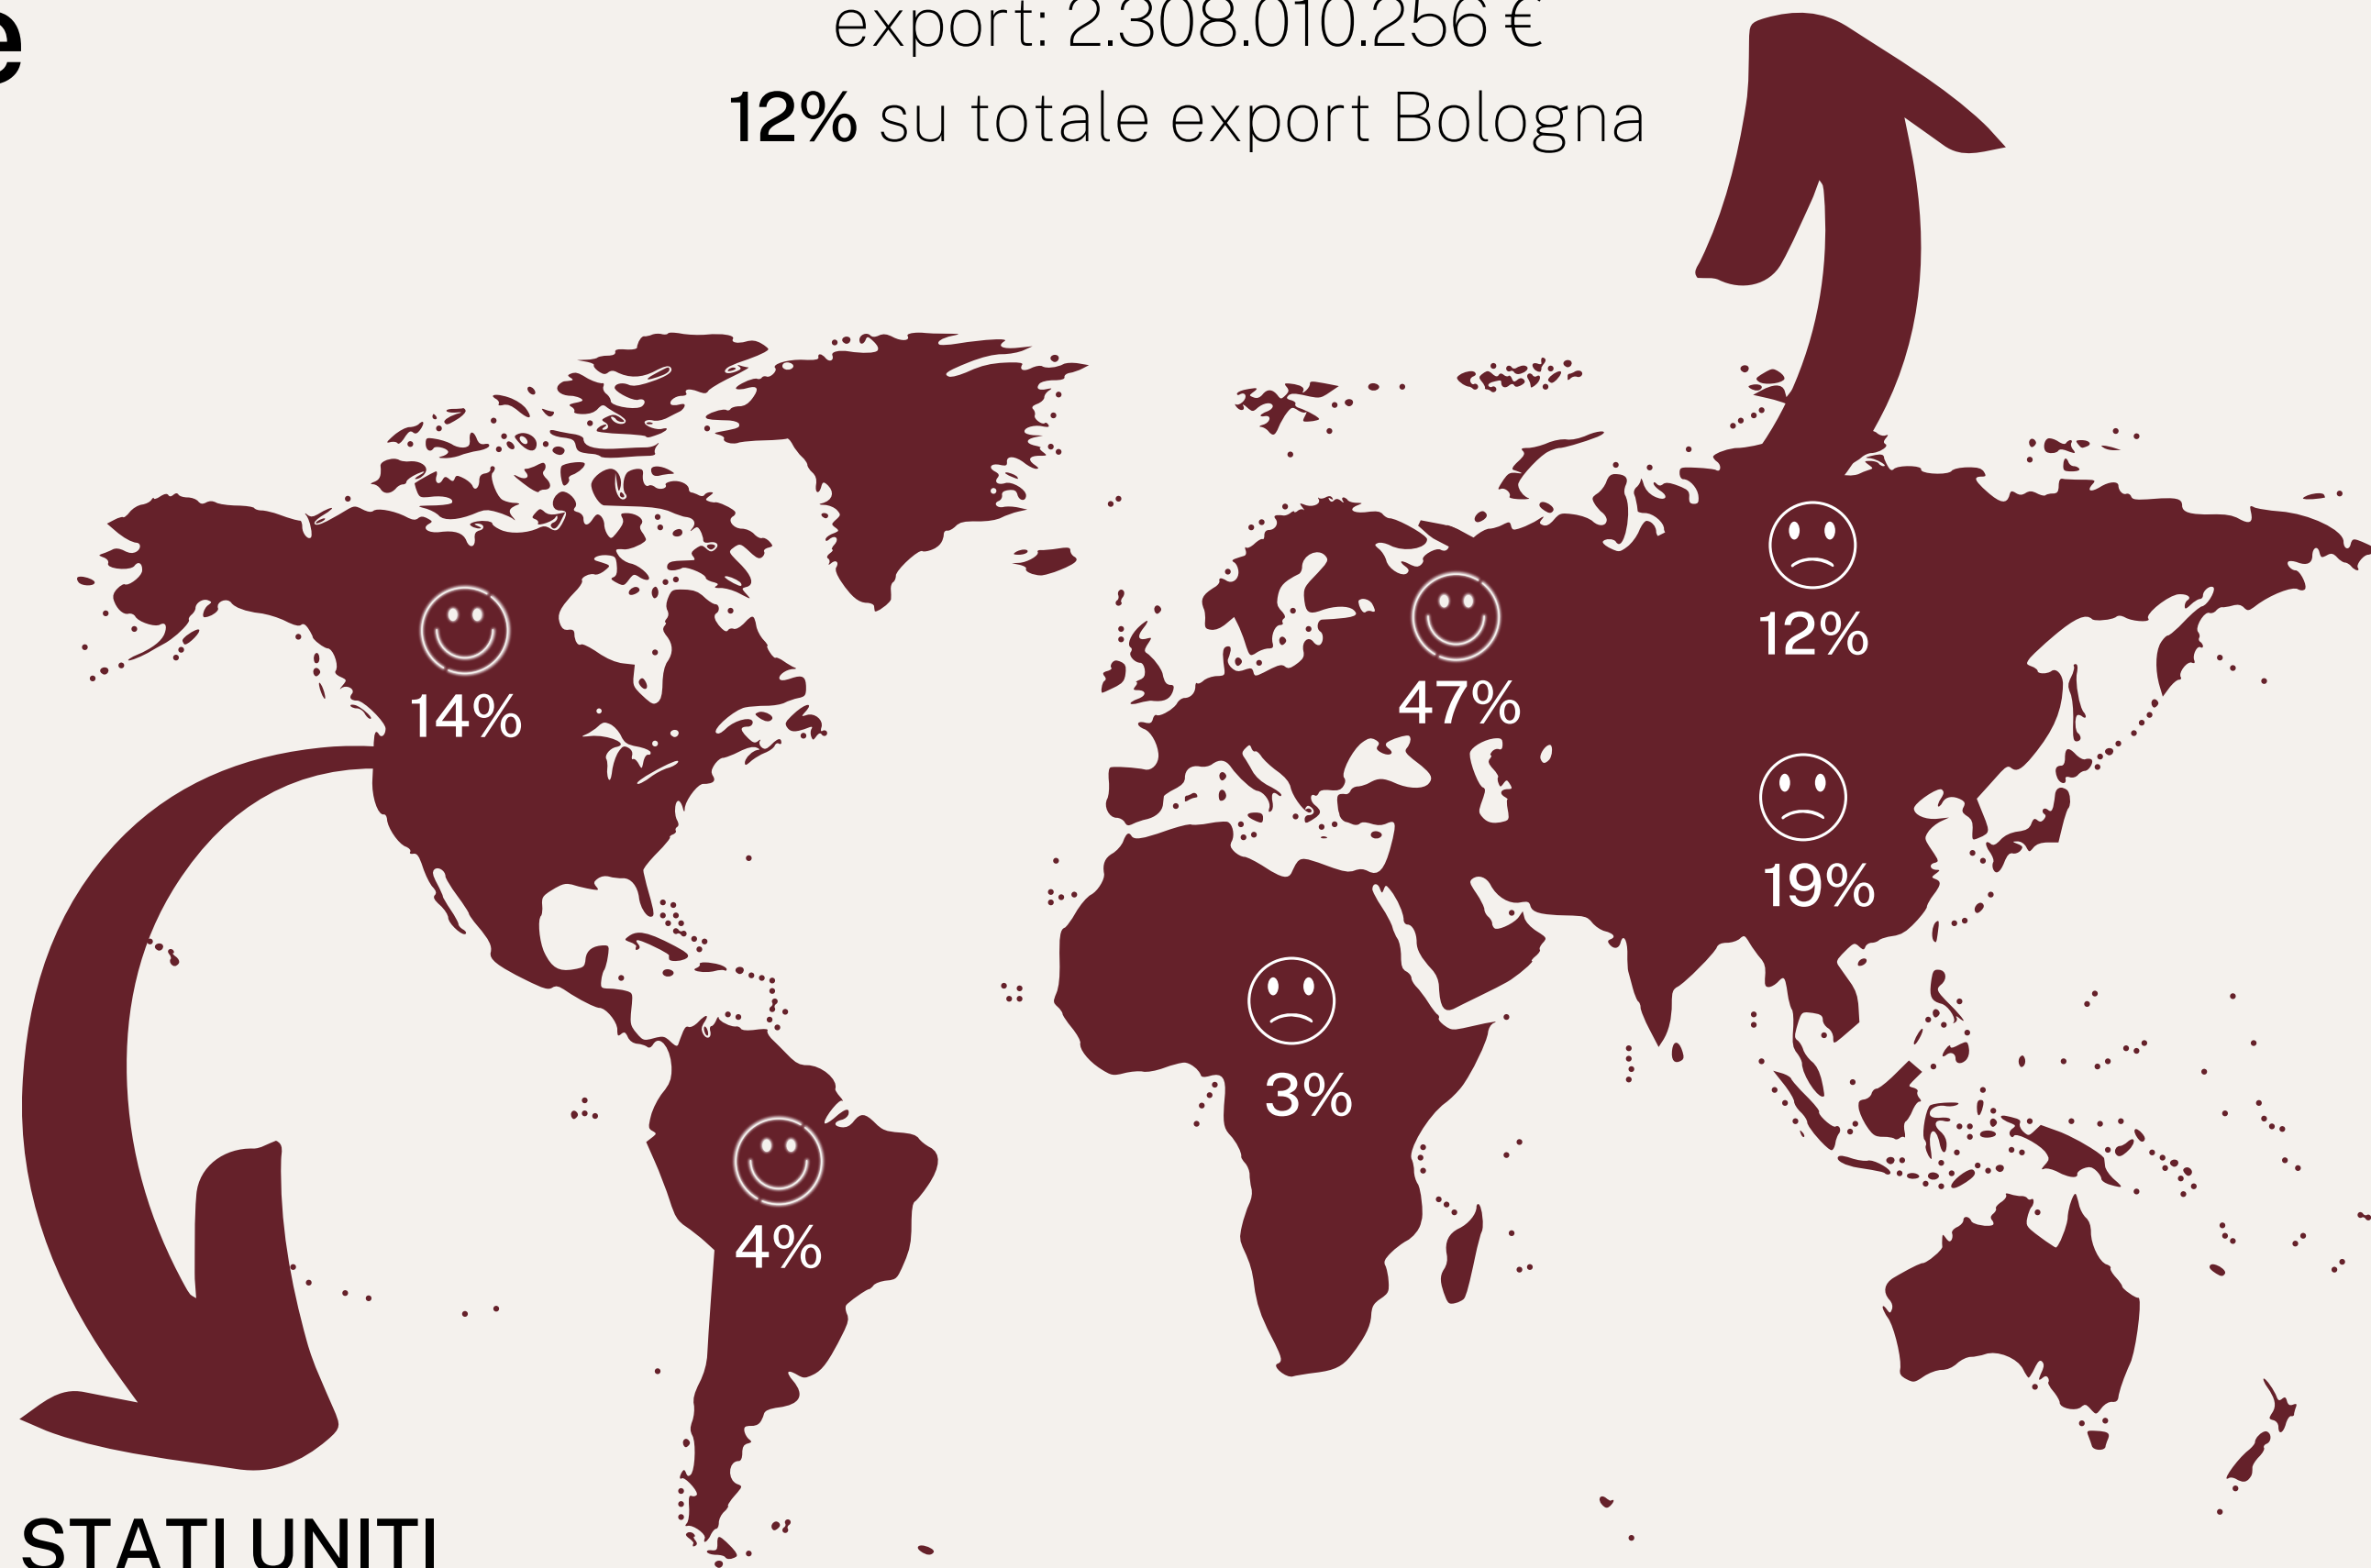 e
export: 2.308.010.256 €
12% su totale export Bologna
12%
14%
47%
19%
3%
4%
STATI UNITI